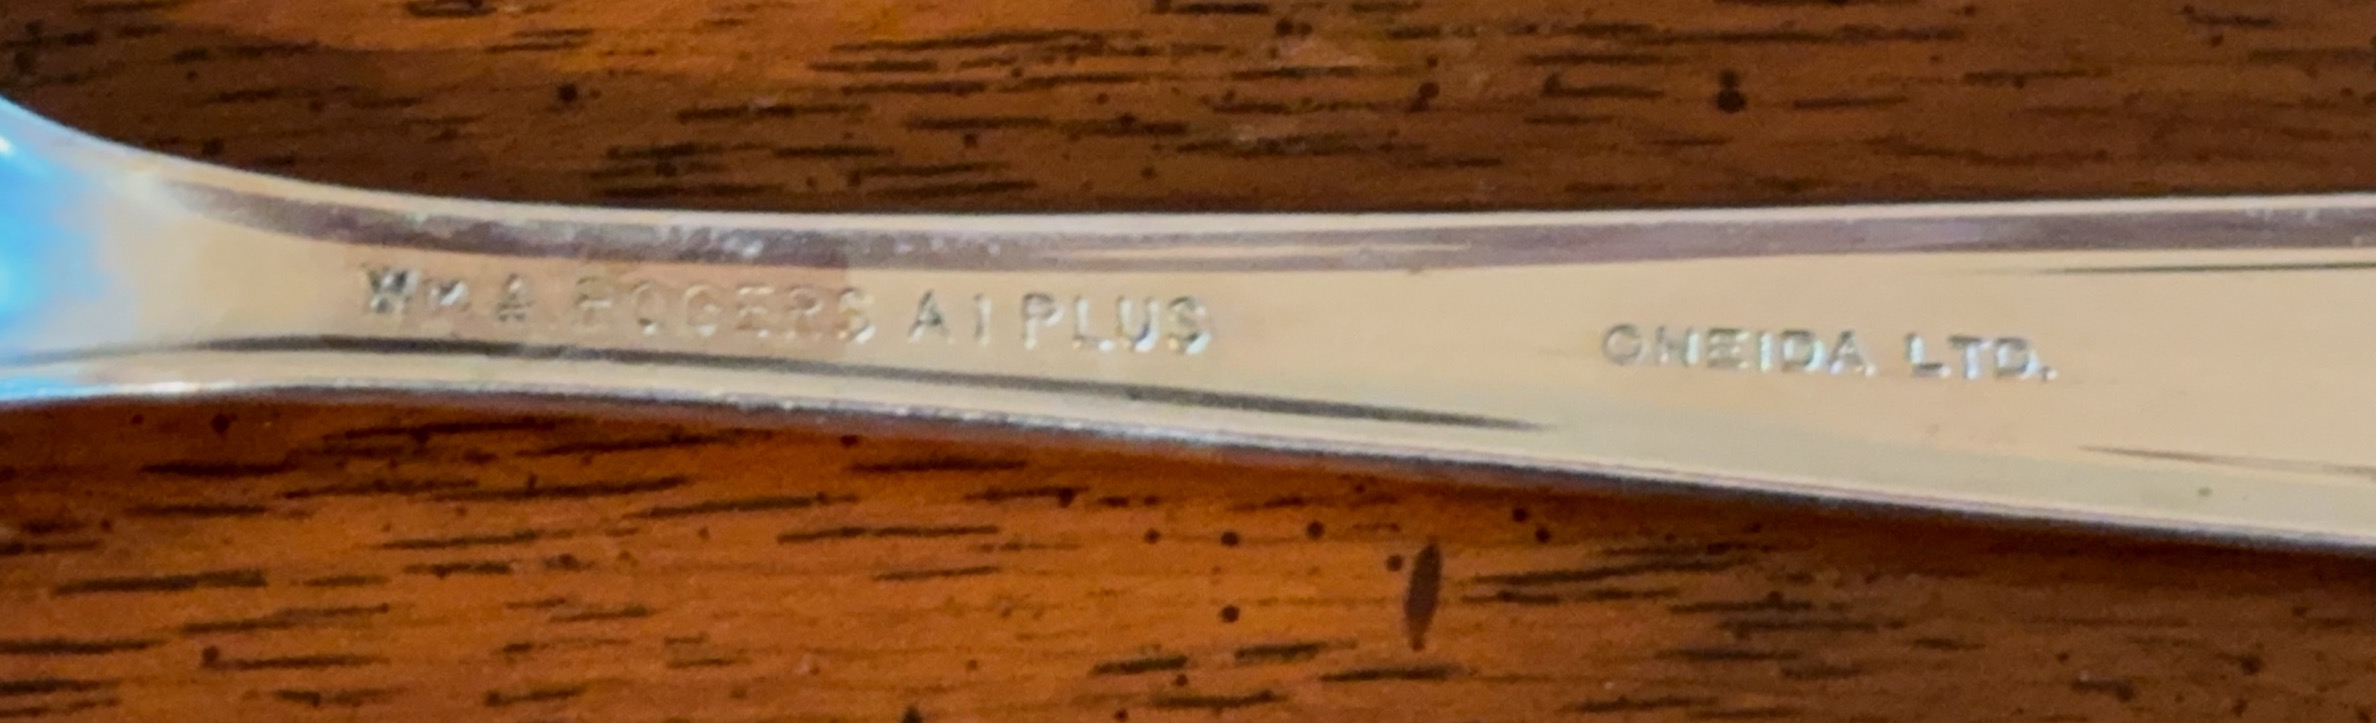 Wm A. ROGERS A1 PLUS ONEIDA LTD.